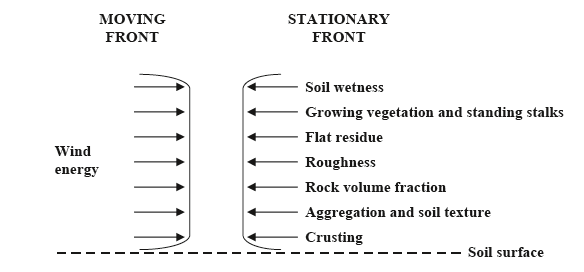 MOVING
FRONT
STATIONARY
FRONT
Wind
energy
Soil wetness
Growing vegetation and standing stalks
Flat residue
Roughness
Rock volume fraction
Aggregation and soil texture
Crusting
Soil surface